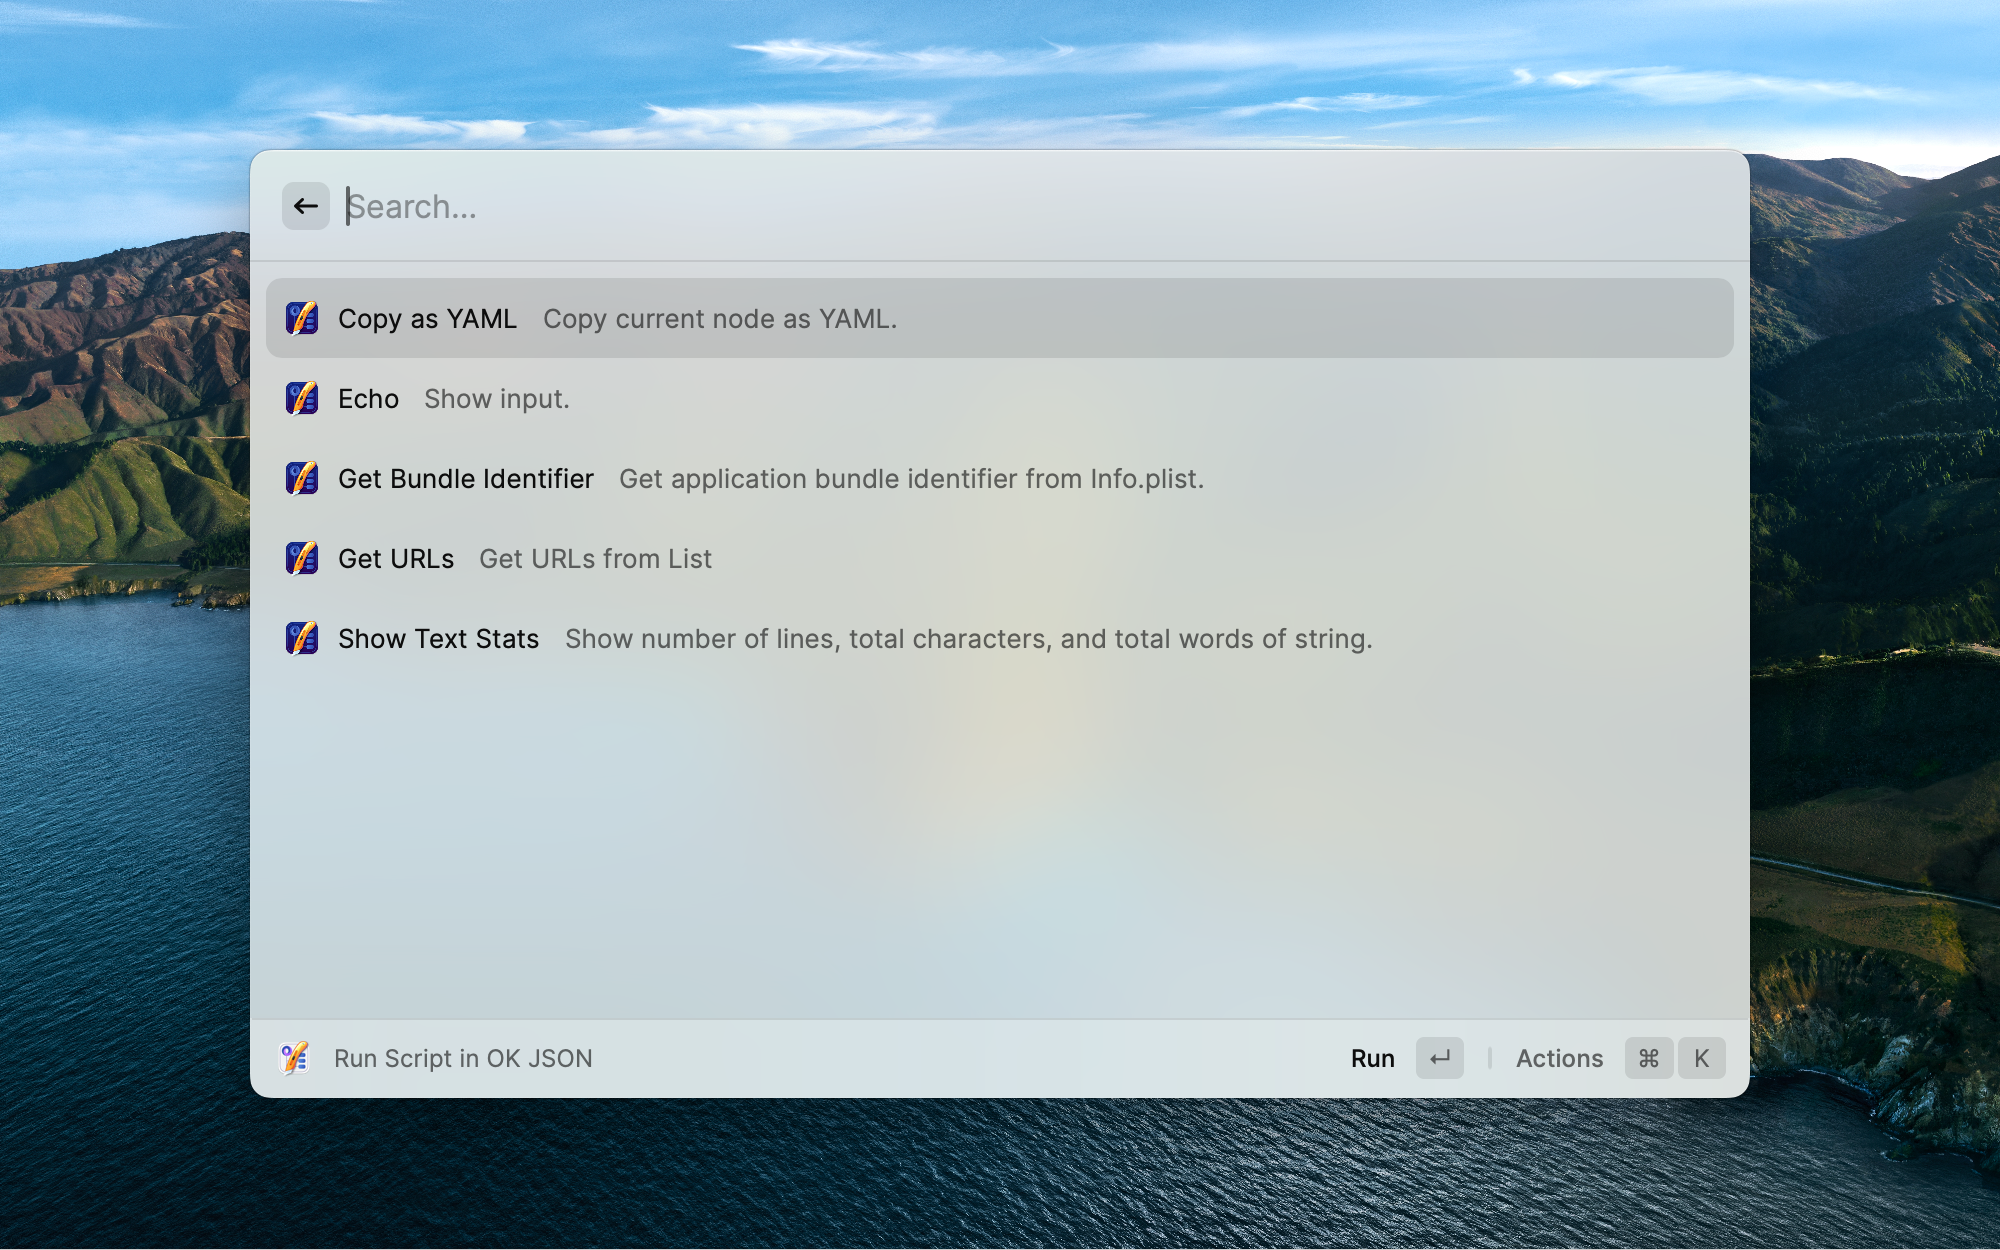 Search...
Copy as YAML Copy current node as YAML.
Echo Show input.
Get Bundle Identifier Get application bundle identifier from Info.plist.
Get URLs Get URLs from List
Show Text Stats Show number of lines, total characters, and total words of string.
Run Script in OK JSON Run ↵ Actions ⌘ K